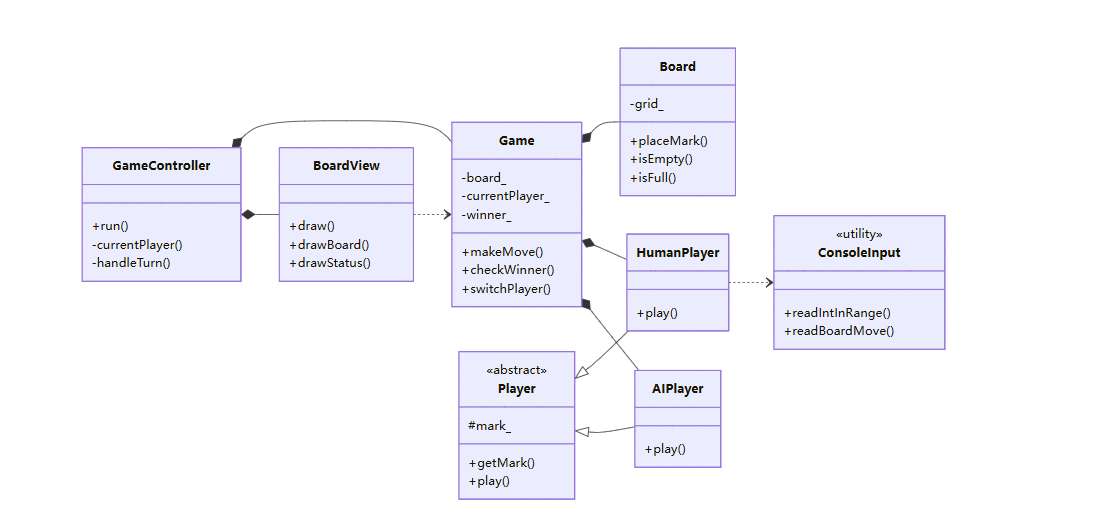 GameController
+run()
-currentPlayer()
-handleTurn()
BoardView
+draw()
+drawBoard()
+drawStatus()
Game
-board_
-currentPlayer_
-winner_
+makeMove()
+checkWinner()
+switchPlayer()
Board
-grid_
+placeMark()
+isEmpty()
+isFull()
HumanPlayer
+play()
«utility»
ConsoleInput
+readIntInRange()
+readBoardMove()
«abstract»
Player
#mark_
+getMark()
+play()
AIPlayer
+play()